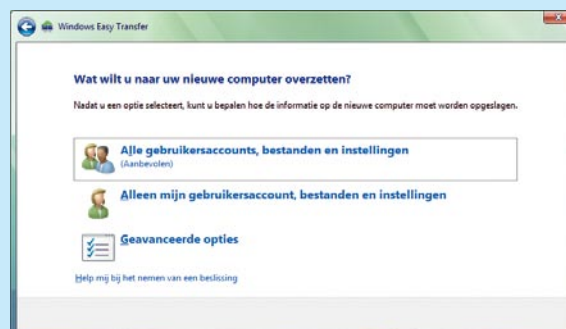 Windows Easy Transfer
Wat wilt u naar uw nieuwe computer overzetten?
Nadat u een optie selecteert, kunt u bepalen hoe de informatie op de nieuwe computer moet worden opgeslagen.
Alle gebruikersaccounts, bestanden en instellingen
(Aanbevolen)
Alleen mijn gebruikersaccount, bestanden en instellingen
Geavanceerde opties
Help mij bij het nemen van een beslissing